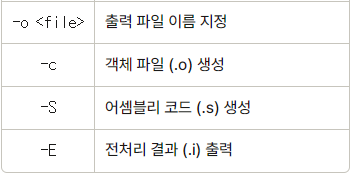 -o <file> 출력 파일 이름 지정
-c 객체 파일 (.o) 생성
-S 어셈블리 코드 (.s) 생성
-E 전처리 결과 (.i) 출력